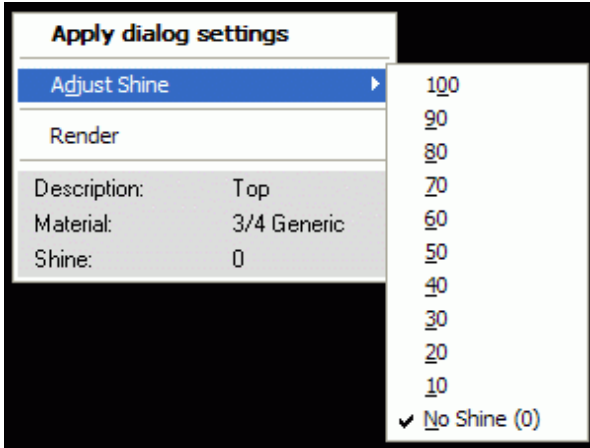 Apply dialog settings
Adjust Shine
Render
Description: Top
Material: 3/4 Generic
Shine: 0
100
90
80
70
60
50
40
30
20
10
No Shine (0)